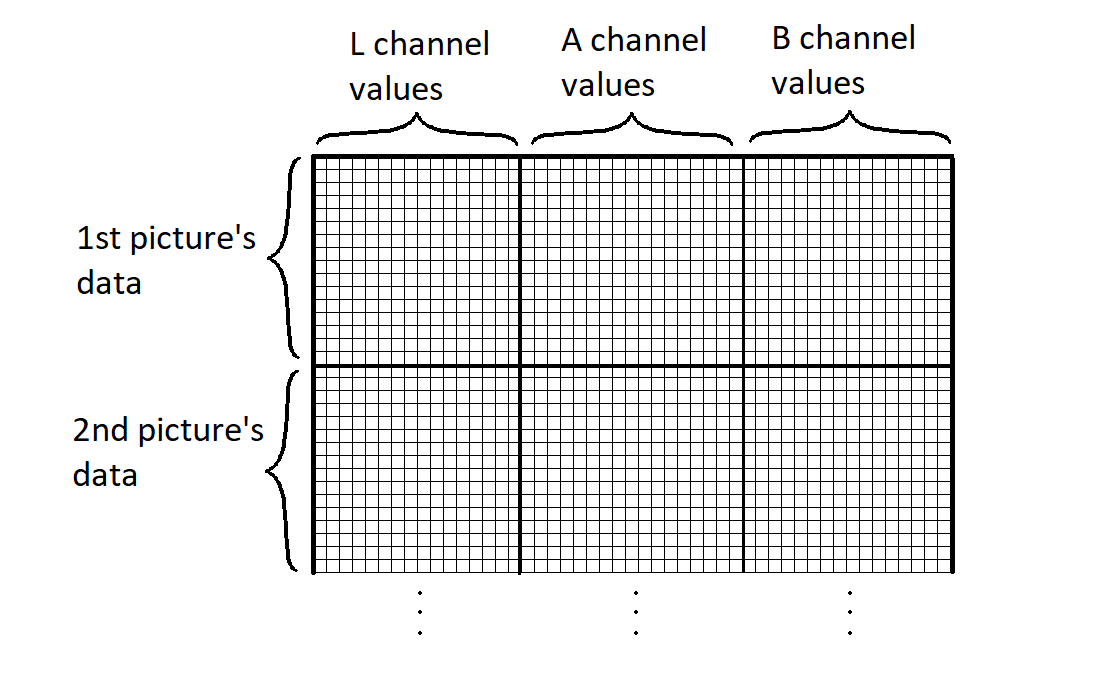 L channel
values
A channel
values
B channel
values
1st picture's
data
2nd picture's
data